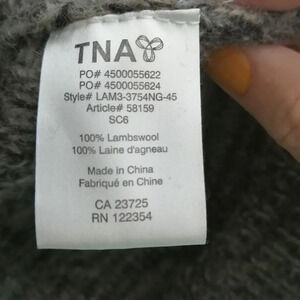 TNA
PO# 4500055622
PO# 4500055624
Style# LAM3-3754NG-45
Article# 58159
SC6
100% Lambswool
100% Laine d'agneau
Made in China
Fabriqué en Chine
CA 23725
RN 122354